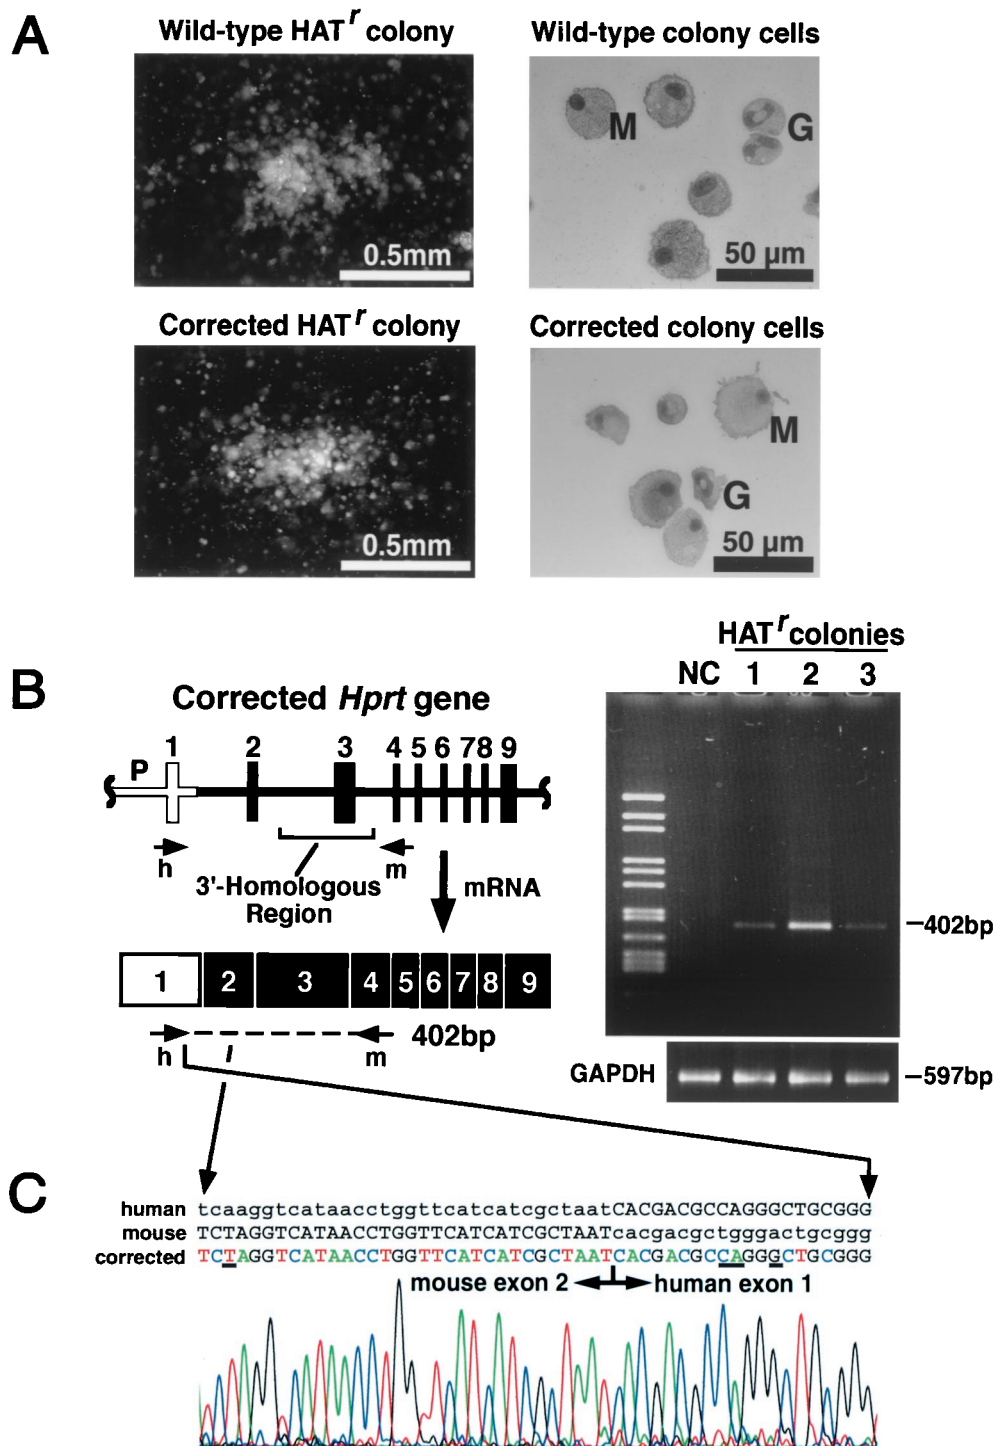 A
Wild-type HATr colony
Wild-type colony cells
M
G
0.5mm
50 µm
Corrected HATr colony
Corrected colony cells
M
G
0.5mm
50 µm
B
Corrected Hprt gene
1 2 3 4 5 6 7 8 9
P
h
m
3'-Homologous
Region
mRNA
1 2 3 4 5 6 7 8 9
h
m
402bp
HATr colonies
NC 1 2 3
–402bp
GAPDH
–597bp
C
human tcaaggtcataacctggttcatcatcgctaatCACGACGCCAGGGCTGCGGG
mouse TCTAGGTCATAACCTGGTTCATCATCGCTAATcacgacgctgggactgcggg
corrected TCTAGGTCATAACCTGGTTCATCATCGCTAATCACGACGCCAGGGCTGCGGG
mouse exon 2
human exon 1